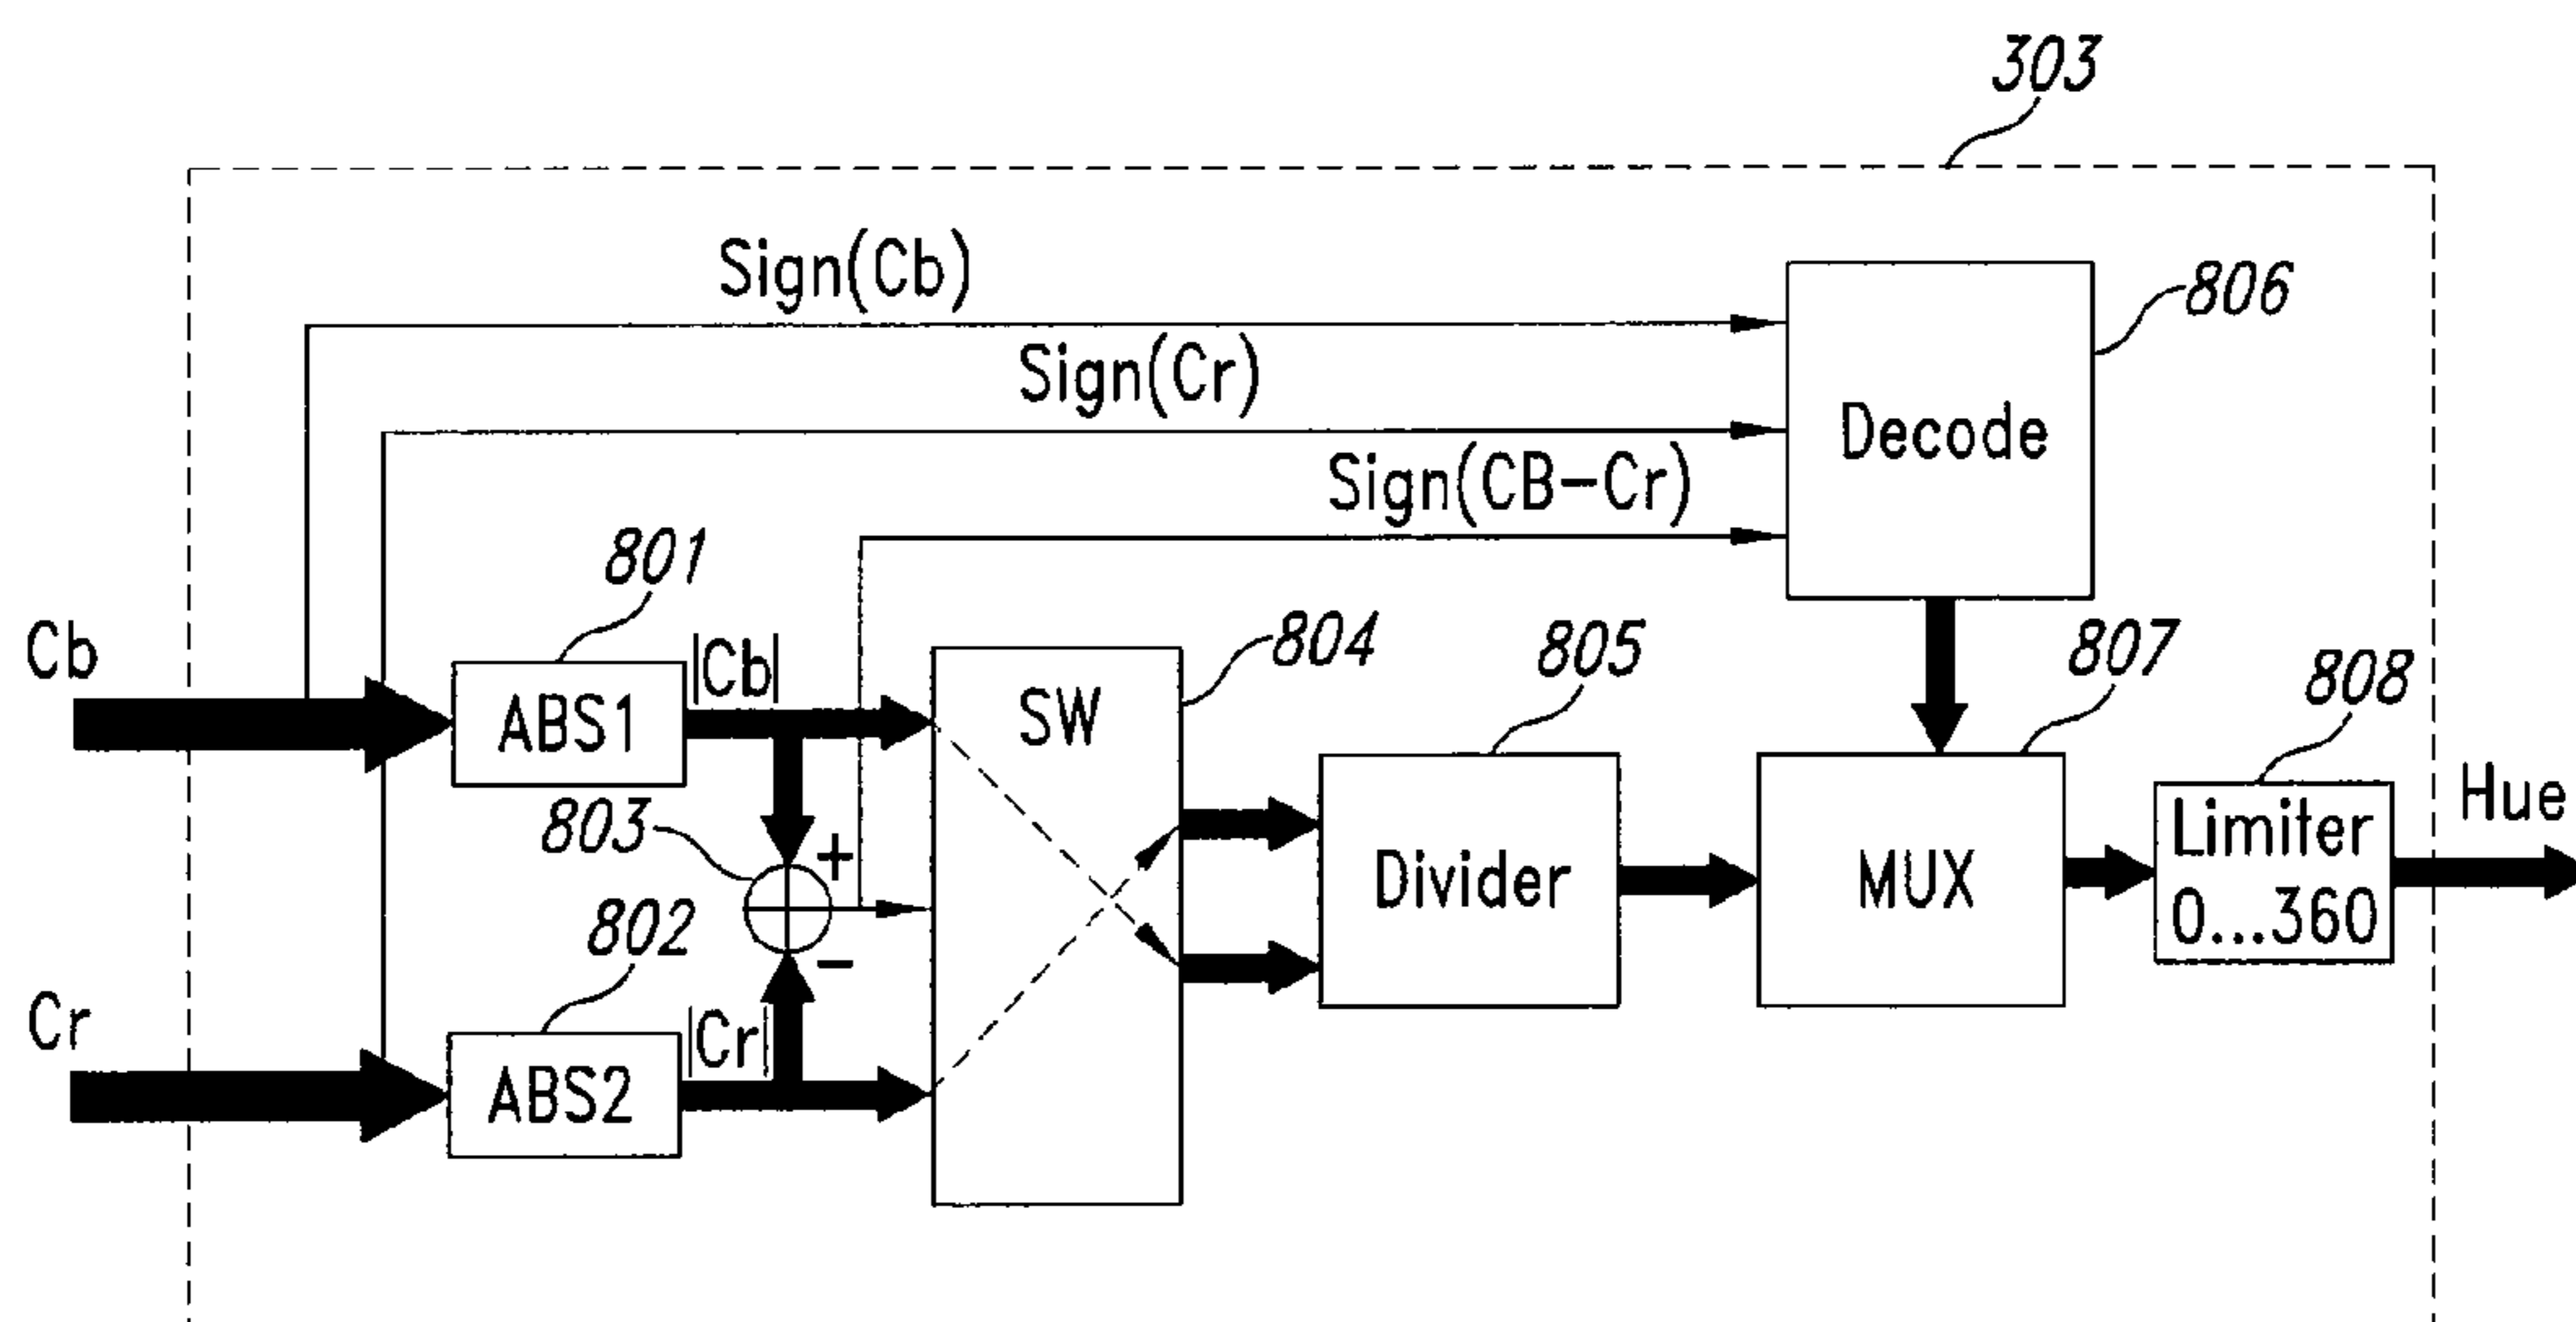 303
Sign(Cb)
806
Sign(Cr)
Decode
Sign(CB-Cr)
801
Cb
ABS1
|Cb|
804
SW
805
807
808
803
+
-
Divider
MUX
Limiter
0...360
Hue
802
Cr
ABS2
|Cr|